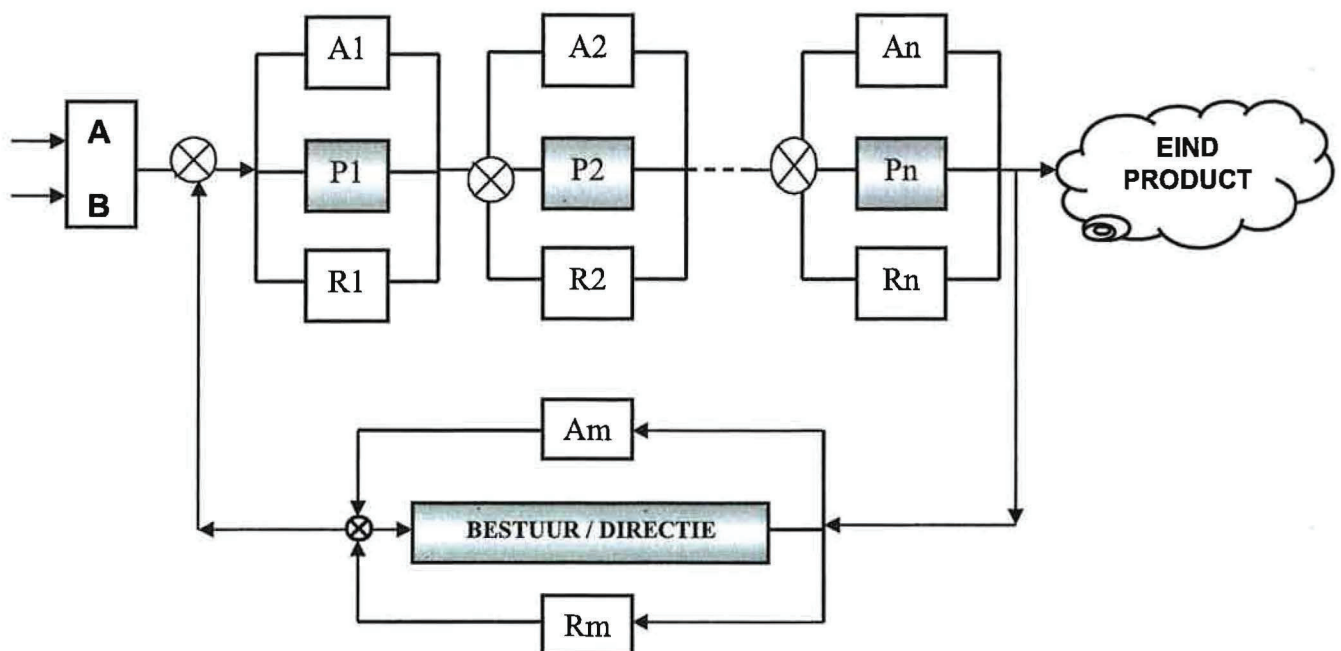 A1
A2
An
A
B
P1
P2
Pn
EIND
PRODUCT
R1
R2
Rn
Am
BESTUUR / DIRECTIE
Rm